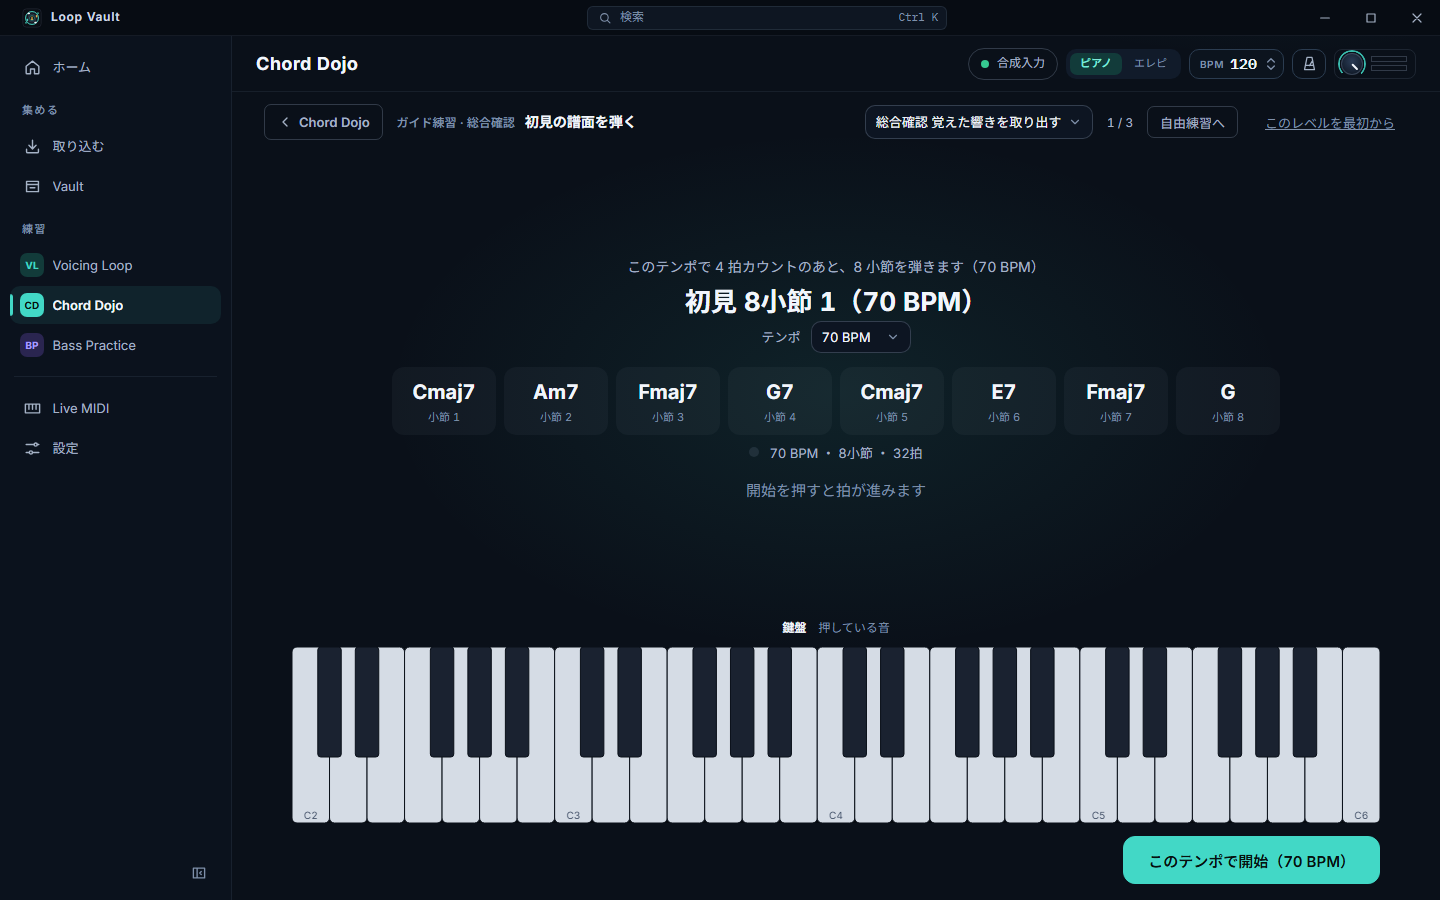 Loop Vault
検索
Ctrl K
ホーム
集める
取り込む
Vault
練習
VL Voicing Loop
CD Chord Dojo
BP Bass Practice
Live MIDI
設定
Chord Dojo
合成入力
ピアノ
エレピ
BPM 120
Chord Dojo
ガイド練習 · 総合確認 初見の譜面を弾く
総合確認 覚えた響きを取り出す
1 / 3
自由練習へ
このレベルを最初から
このテンポで 4 拍カウントのあと、8 小節を弾きます（70 BPM）
初見 8小節 1（70 BPM）
テンポ 70 BPM
Cmaj7 Am7 Fmaj7 G7 Cmaj7 E7 Fmaj7 G
小節 1 小節 2 小節 3 小節 4 小節 5 小節 6 小節 7 小節 8
70 BPM ・ 8小節 ・ 32拍
開始を押すと拍が進みます
鍵盤 押している音
C2 C3 C4 C5 C6
このテンポで開始（70 BPM）